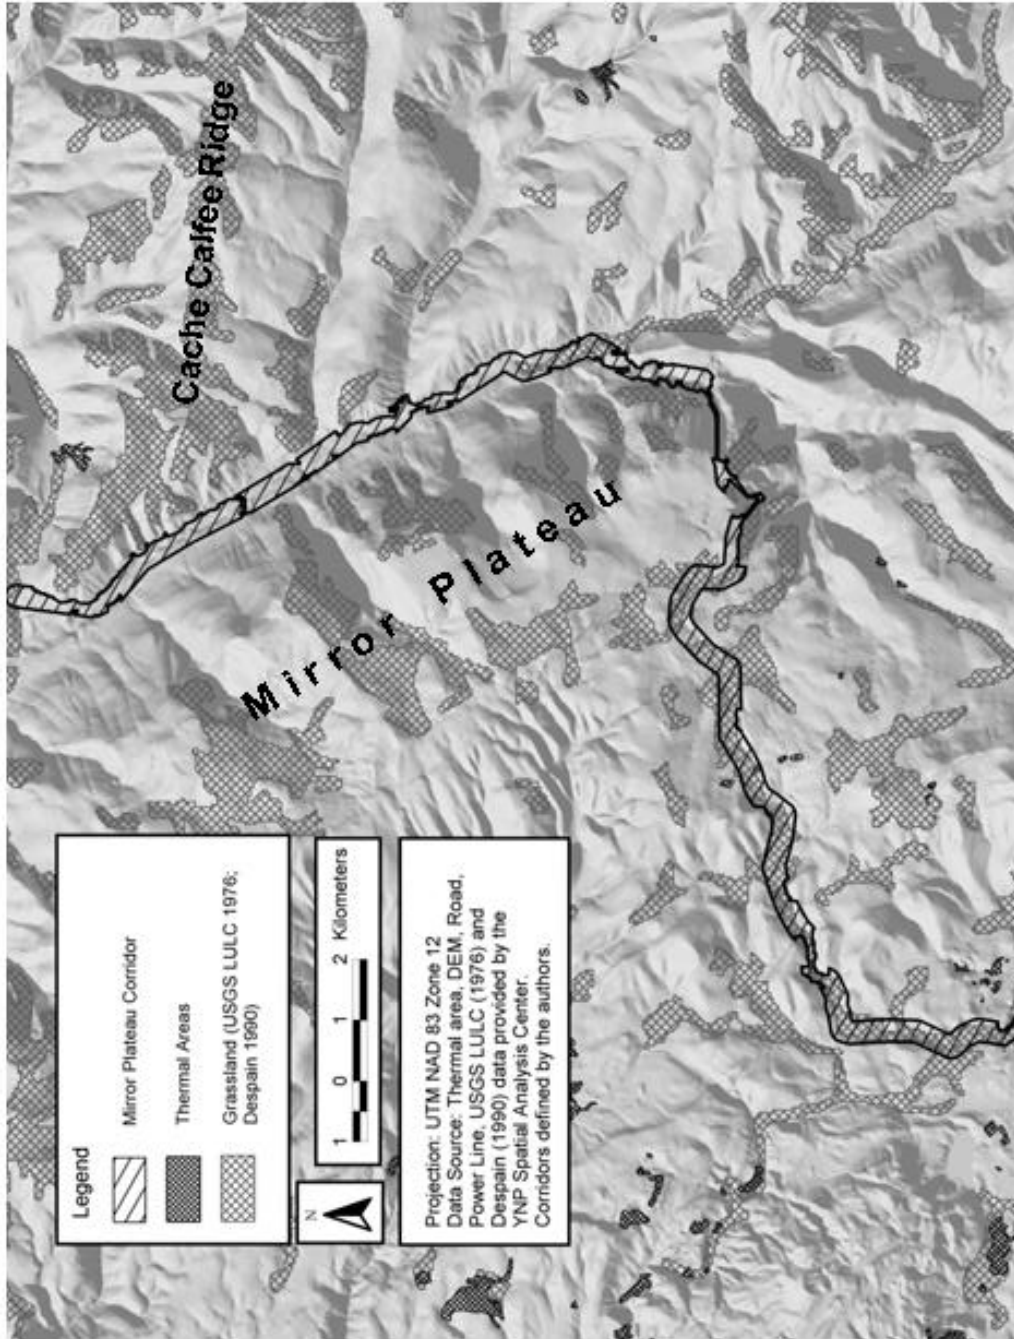 Cache Calfee Ridge
Mirror Plateau
Legend
Mirror Plateau Corridor
Thermal Areas
Grassland (USGS LULC 1976;
Despain 1990)
1 0 1 2 Kilometers
N
Projection: UTM NAD 83 Zone 12
Data Source: Thermal area, DEM, Road,
Power Line, USGS LULC (1976) and
Despain (1990) data provided by the
YNP Spatial Analysis Center.
Corridors defined by the authors.